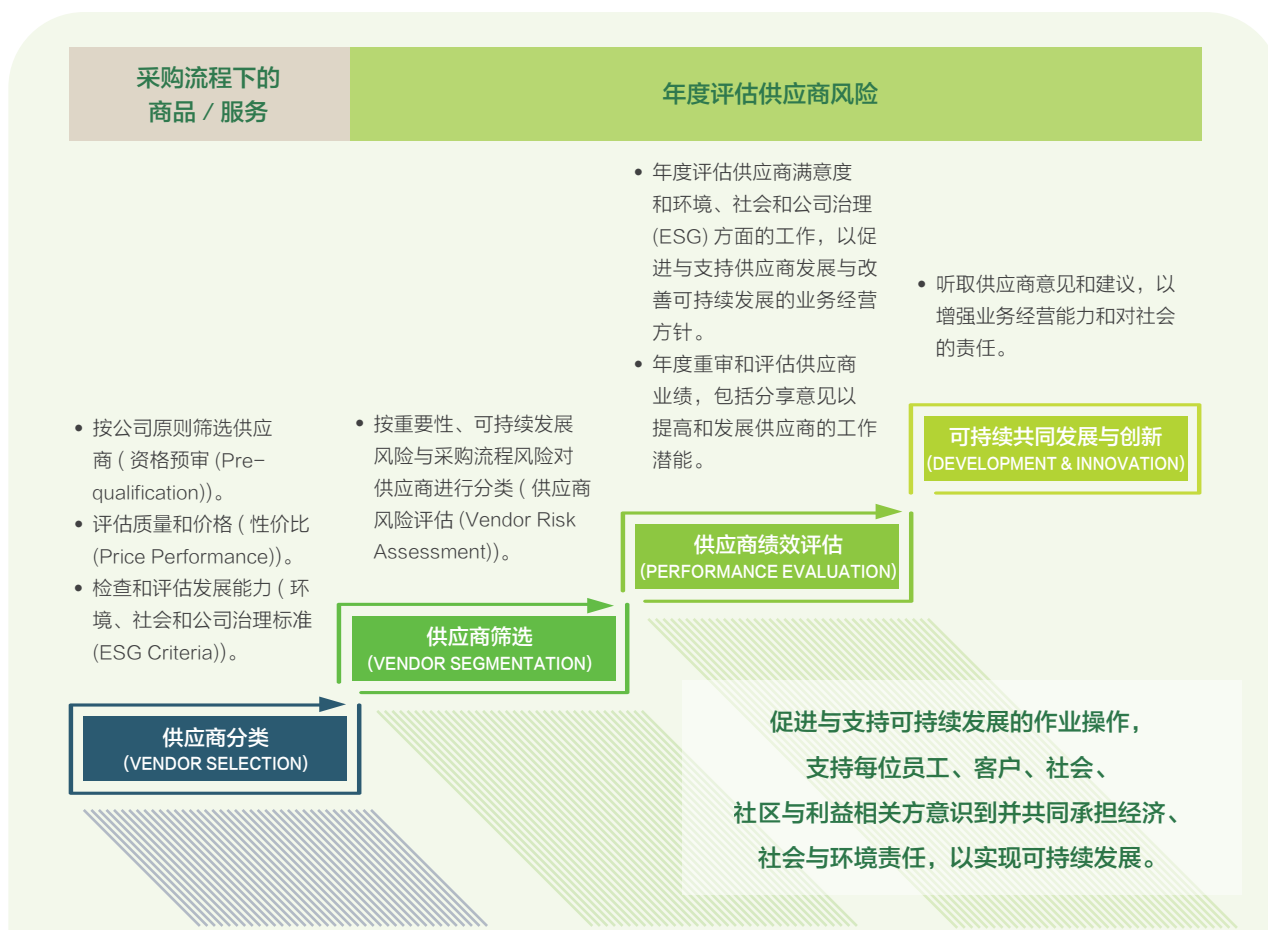 采购流程下的
商品 / 服务
年度评估供应商风险
• 按公司原则筛选供应
商 ( 资格预审 (Pre-
qualification))。
• 评估质量和价格 ( 性价比
(Price Performance))。
• 检查和评估发展能力 ( 环
境、社会和公司治理标准
(ESG Criteria))。
供应商分类
(VENDOR SELECTION)
• 按重要性、可持续发展
风险与采购流程风险对
供应商进行分类 ( 供应商
风险评估 (Vendor Risk
Assessment))。
供应商筛选
(VENDOR SEGMENTATION)
• 年度评估供应商满意度
和环境、社会和公司治理
(ESG) 方面的工作，以促
进与支持供应商发展与改
善可持续发展的业务经营
方针。
• 年度重审和评估供应商
业绩，包括分享意见以
提高和发展供应商的工作
潜能。
供应商绩效评估
(PERFORMANCE EVALUATION)
• 听取供应商意见和建议，以
增强业务经营能力和对社会
的责任。
可持续共同发展与创新
(DEVELOPMENT & INNOVATION)
促进与支持可持续发展的作业操作，
支持每位员工、客户、社会、
社区与利益相关方意识到并共同承担经济、
社会与环境责任，以实现可持续发展。